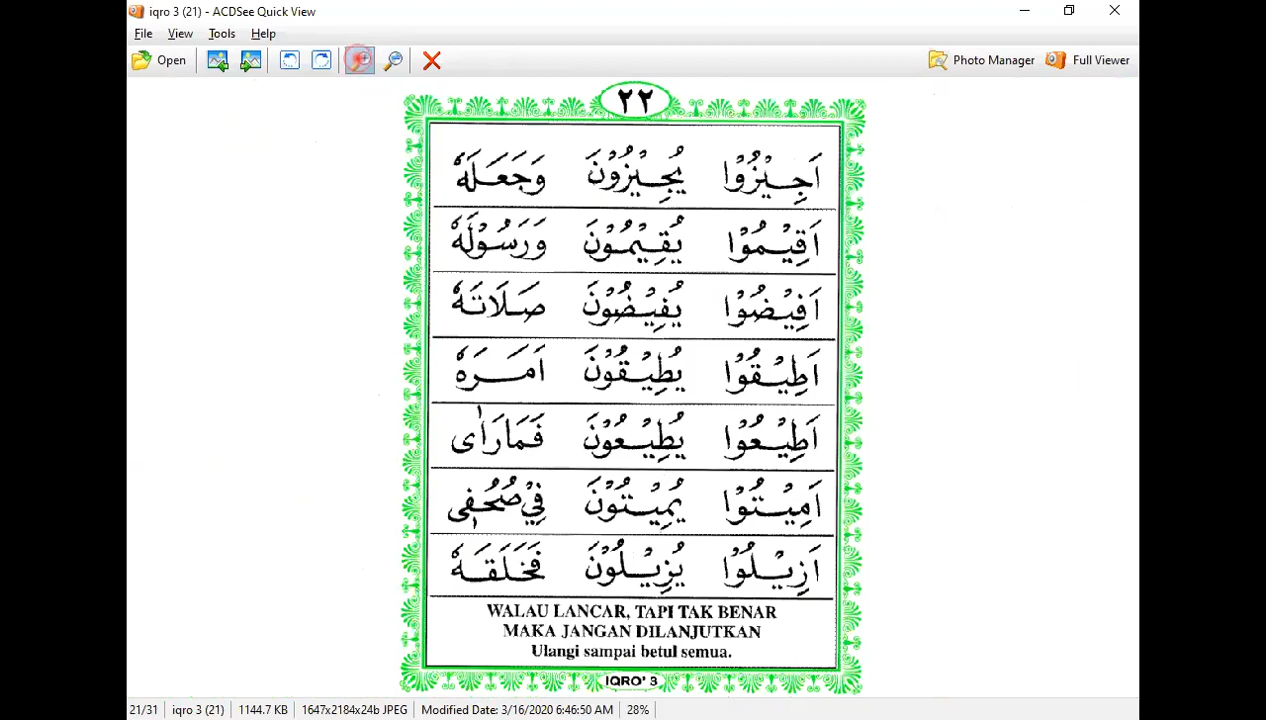 iqro 3 (21) - ACDSee Quick View
File View Tools Help
Open Photo Manager Full Viewer
٢٢
اَجِيْزُوْا يُجِيْزُوْنَ وَجَعَلَهٗ
اَقِيْمُوْا يُقِيْمُوْنَ وَرَسُوْلَهٗ
اَفِيْضُوْا يُفِيْضُوْنَ صَلَاتَهٗ
اَطِيْقُوْا يُطِيْقُوْنَ اَمَرَهٗ
اَطِيْعُوْا يُطِيْعُوْنَ فَمَارَاٰى
اَمِيْتُوْا يُمِيْتُوْنَ فِيْ صُحُفِىٖ
اَزِيْلُوْا يُزِيْلُوْنَ فَخَلَقَهٗ
WALAU LANCAR, TAPI TAK BENAR
MAKA JANGAN DILANJUTKAN
Ulangi sampai betul semua.
IQRO' 3
21/31 iqro 3 (21) 1144.7 KB 1647x2184x24b JPEG Modified Date: 3/16/2020 6:46:50 AM 28%